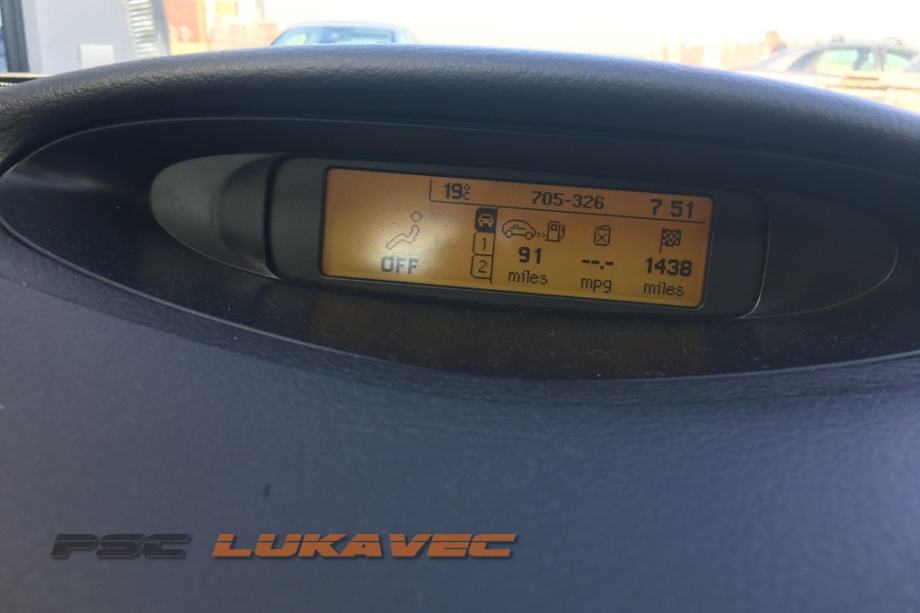 19°C 705-326 7 51
OFF 1 2
91 --.- 1438
miles mpg miles
PSC LUKAVEC